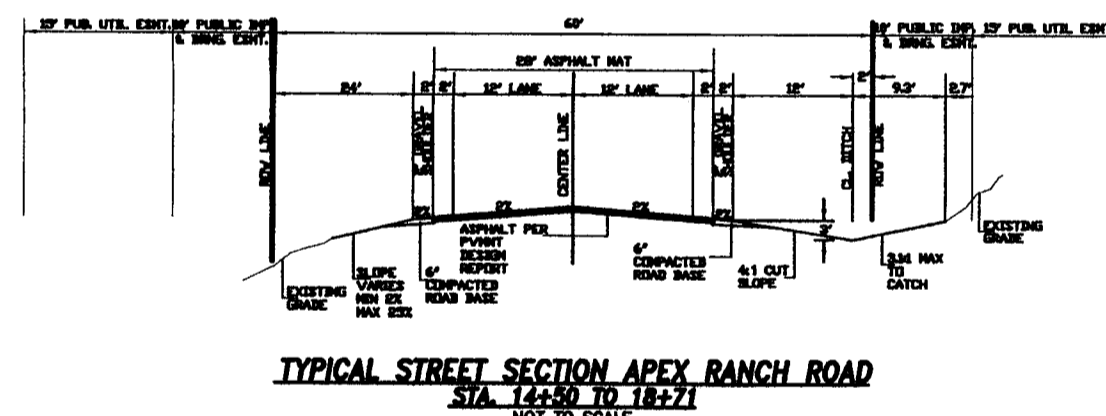 60'
15' PUB. UTIL. ESMT.
10' PUBLIC IMP.
& DRNG. ESMT.
10' PUBLIC IMP.
& DRNG. ESMT.
15' PUB. UTIL. ESMT
28' ASPHALT MAT
24'
2'
2'
12' LANE
12' LANE
2'
2'
12'
2'
9.3'
2.7'
ROW LINE
2' GRAVEL
SHOULDER
CENTER LINE
2' GRAVEL
SHOULDER
CL. DITCH
ROW LINE
2%
2%
2%
2%
EXISTING
GRADE
SLOPE
VARIES
MIN 2%
MAX 25%
6"
COMPACTED
ROAD BASE
ASPHALT PER
PVMNT
DESIGN
REPORT
6"
COMPACTED
ROAD BASE
4:1 CUT
SLOPE
3:1 MAX
TO
CATCH
EXISTING
GRADE
TYPICAL STREET SECTION APEX RANCH ROAD
STA. 14+50 TO 18+71
NOT TO SCALE